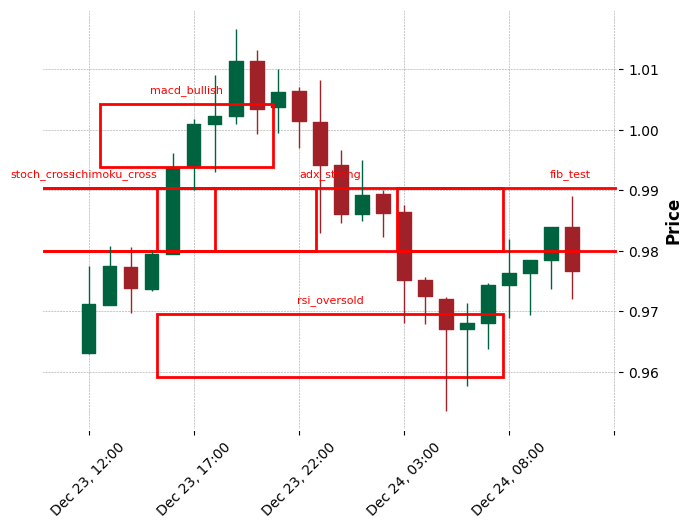 macd_bullish
stoch_cross
ichimoku_cross
adx_strong
fib_test
rsi_oversold
1.01
1.00
0.99
0.98
0.97
0.96
Price
Dec 23, 12:00
Dec 23, 17:00
Dec 23, 22:00
Dec 24, 03:00
Dec 24, 08:00